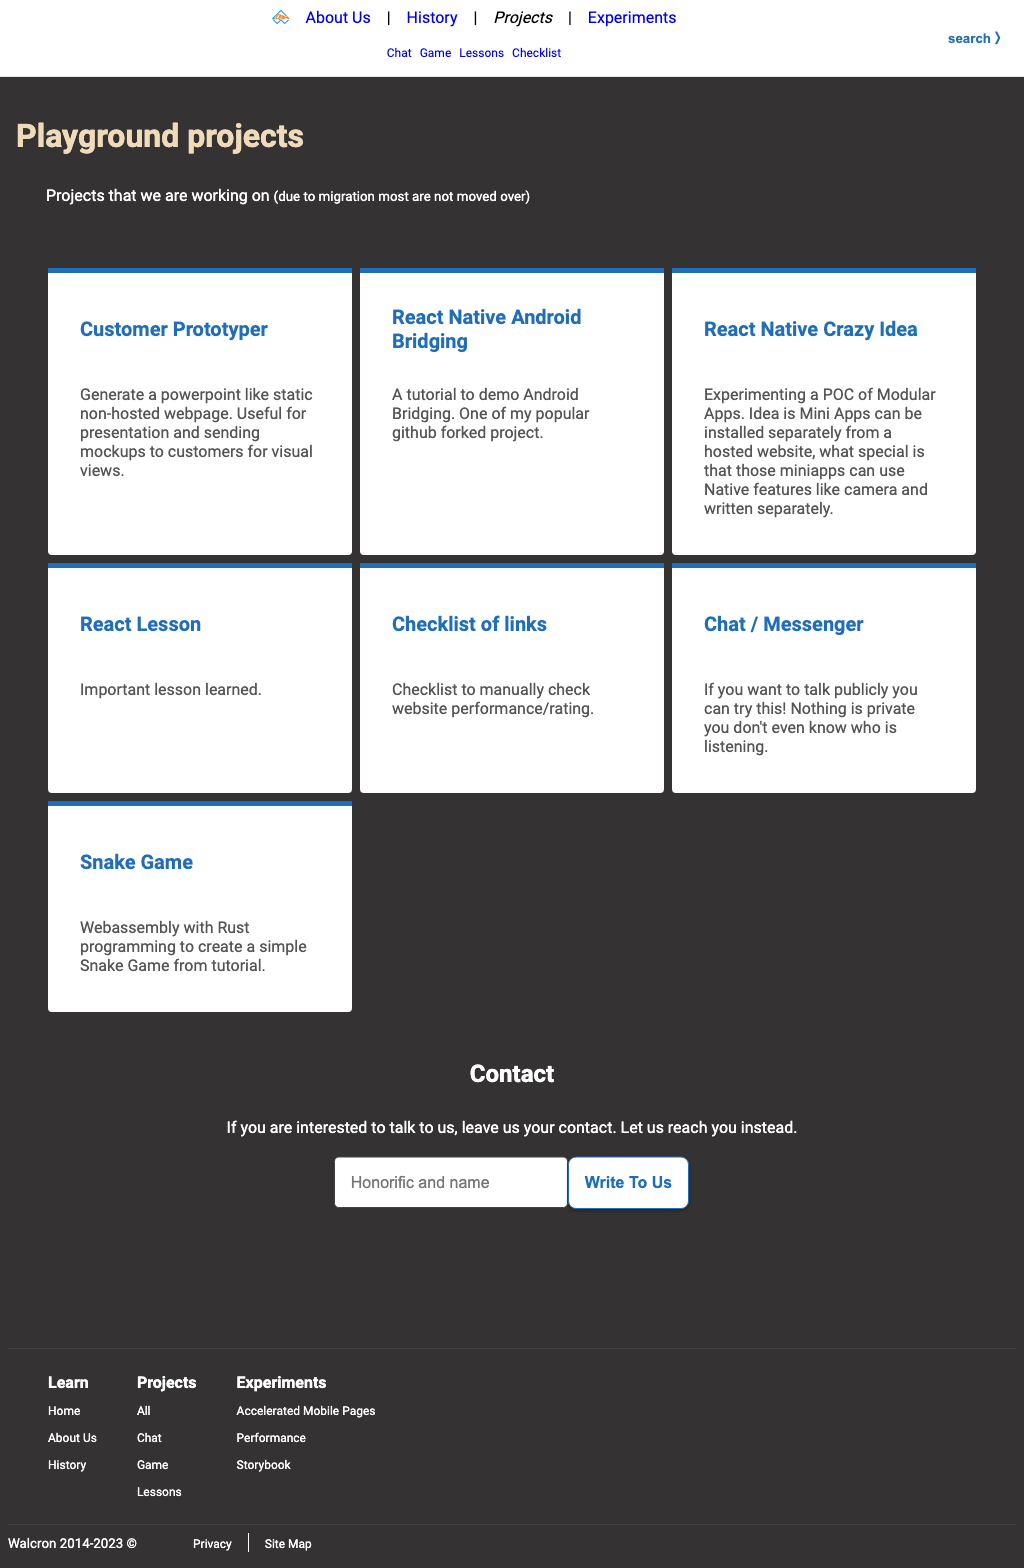 About Us | History | Projects | Experiments
search 》
Chat Game Lessons Checklist
Playground projects
Projects that we are working on (due to migration most are not moved over)
Customer Prototyper
Generate a powerpoint like static
non-hosted webpage. Useful for
presentation and sending
mockups to customers for visual
views.
React Native Android
Bridging
A tutorial to demo Android
Bridging. One of my popular
github forked project.
React Native Crazy Idea
Experimenting a POC of Modular
Apps. Idea is Mini Apps can be
installed separately from a
hosted website, what special is
that those miniapps can use
Native features like camera and
written separately.
React Lesson
Important lesson learned.
Checklist of links
Checklist to manually check
website performance/rating.
Chat / Messenger
If you want to talk publicly you
can try this! Nothing is private
you don't even know who is
listening.
Snake Game
Webassembly with Rust
programming to create a simple
Snake Game from tutorial.
Contact
If you are interested to talk to us, leave us your contact. Let us reach you instead.
Honorific and name
Write To Us
Learn
Home
About Us
History
Projects
All
Chat
Game
Lessons
Experiments
Accelerated Mobile Pages
Performance
Storybook
Walcron 2014-2023 © Privacy | Site Map